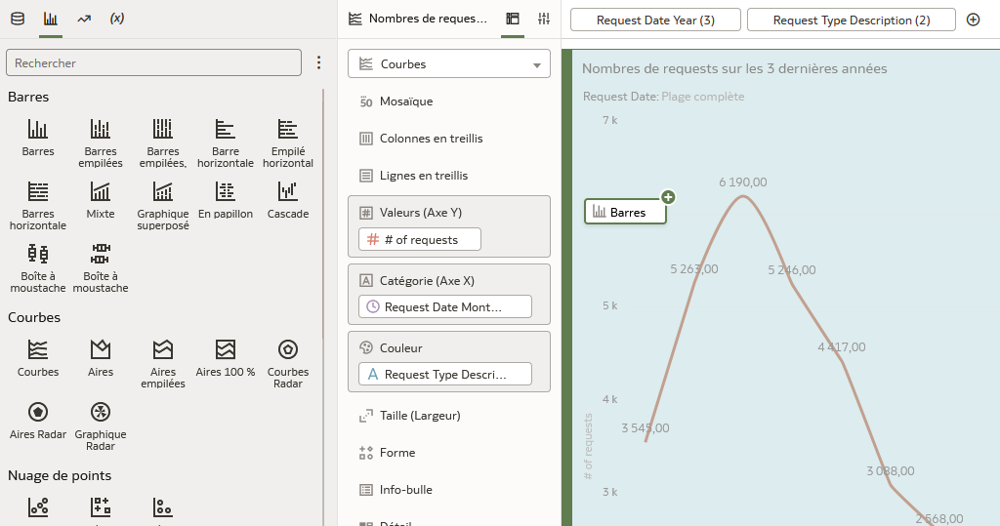 (x)
Nombres de reques...
Request Date Year (3)
Request Type Description (2)
Rechercher
Barres
Barres
Barres
empilées
Barres
empilées,
Barre
horizontale
Empilé
horizontal
Barres
horizontale
Mixte
Graphique
superposé
En papillon
Cascade
Boîte à
moustache
Boîte à
moustache
Courbes
Courbes
Aires
Aires
empilées
Aires 100 %
Courbes
Radar
Aires Radar
Graphique
Radar
Nuage de points
Courbes
50
Mosaïque
Colonnes en treillis
Lignes en treillis
Valeurs (Axe Y)
# of requests
Catégorie (Axe X)
Request Date Mont...
Couleur
A Request Type Descri...
Taille (Largeur)
Forme
Info-bulle
Détail
Nombres de requests sur les 3 dernières années
Request Date: Plage complète
7 k
6 190,00
Barres
5 263,00
5 246,00
5 k
4 417,00
4 k
3 545,00
# of requests
3 088,00
3 k
2 568,00